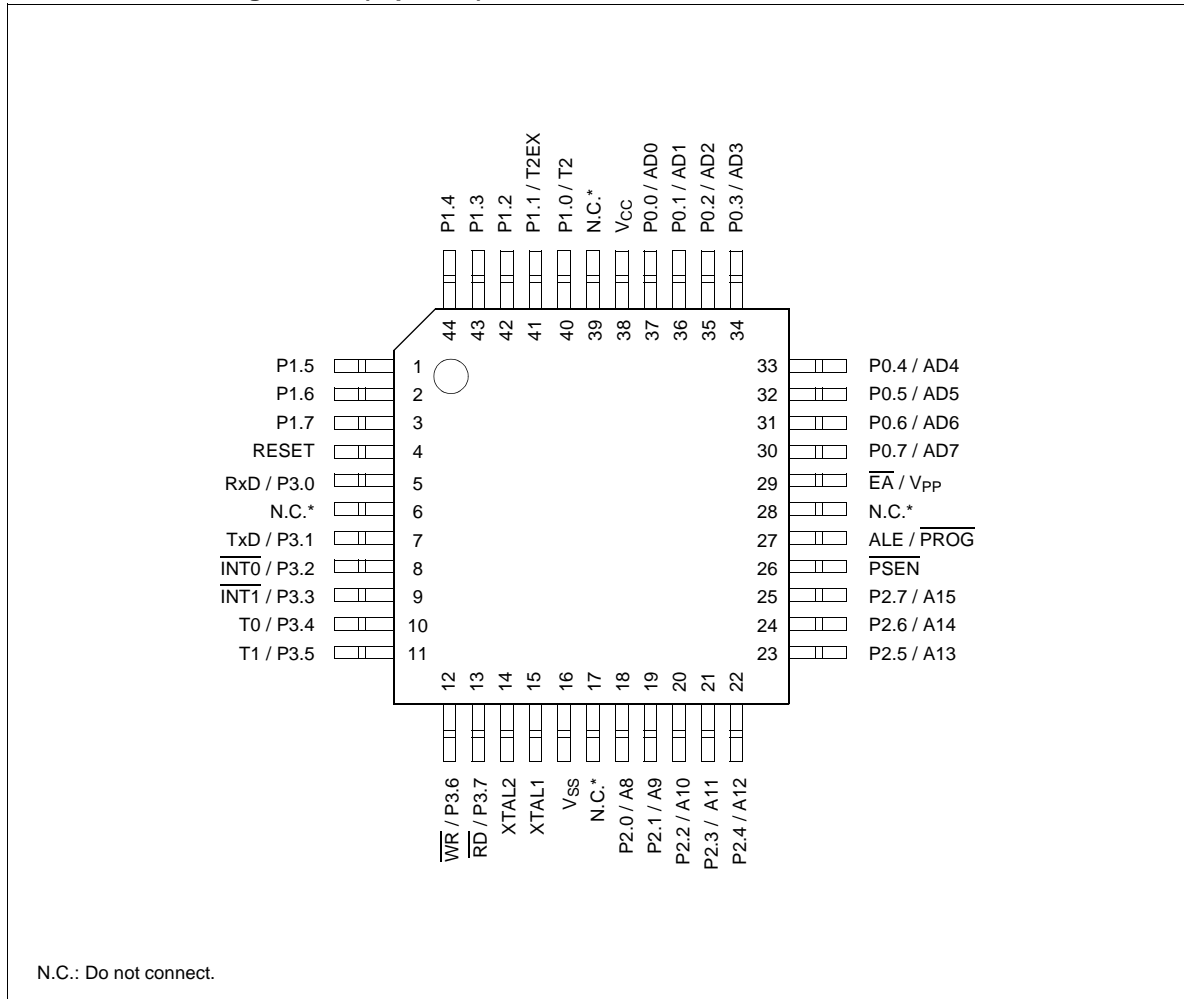 P1.4
P1.3
P1.2
P1.1 / T2EX
P1.0 / T2
N.C.*
VCC
P0.0 / AD0
P0.1 / AD1
P0.2 / AD2
P0.3 / AD3
44
43
42
41
40
39
38
37
36
35
34
P1.5 1
P1.6 2
P1.7 3
RESET 4
RxD / P3.0 5
N.C.* 6
TxD / P3.1 7
INT0 / P3.2 8
INT1 / P3.3 9
T0 / P3.4 10
T1 / P3.5 11
33 P0.4 / AD4
32 P0.5 / AD5
31 P0.6 / AD6
30 P0.7 / AD7
29 EA / VPP
28 N.C.*
27 ALE / PROG
26 PSEN
25 P2.7 / A15
24 P2.6 / A14
23 P2.5 / A13
12
13
14
15
16
17
18
19
20
21
22
WR / P3.6
RD / P3.7
XTAL2
XTAL1
VSS
N.C.*
P2.0 / A8
P2.1 / A9
P2.2 / A10
P2.3 / A11
P2.4 / A12
N.C.: Do not connect.